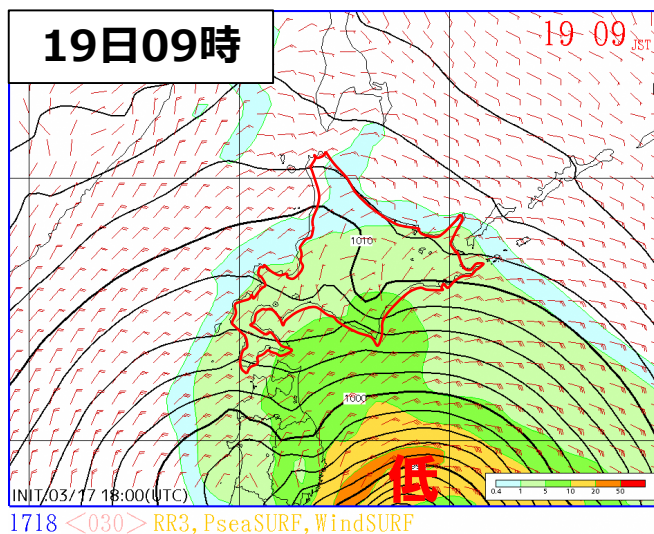 19日09時
19 09 JST
1010
1000
低
0.4 1 5 10 20 50
INIT:03/17 18:00(UTC)
1718 <030> RR3,PseaSURF,WindSURF